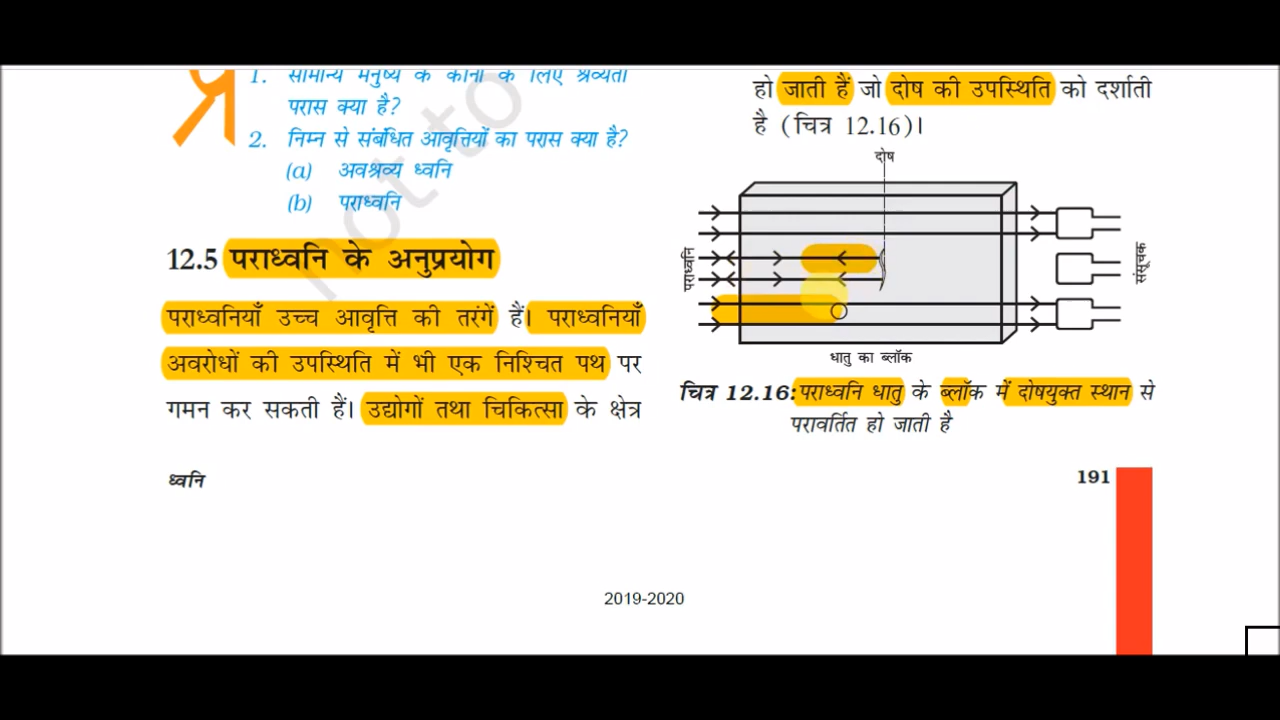 प्र
1. सामान्य मनुष्य के कानों के लिए श्रव्यता
परास क्या है?
2. निम्न से संबंधित आवृत्तियों का परास क्या है?
(a) अवश्रव्य ध्वनि
(b) पराध्वनि
not to
12.5 पराध्वनि के अनुप्रयोग
पराध्वनियाँ उच्च आवृत्ति की तरंगें हैं। पराध्वनियाँ
अवरोधों की उपस्थिति में भी एक निश्चित पथ पर
गमन कर सकती हैं। उद्योगों तथा चिकित्सा के क्षेत्र
हो जाती हैं जो दोष की उपस्थिति को दर्शाती
है (चित्र 12.16)।
दोष
पराध्वनि
संसूचक
धातु का ब्लॉक
चित्र 12.16: पराध्वनि धातु के ब्लॉक में दोषयुक्त स्थान से
परावर्तित हो जाती है
ध्वनि
191
2019-2020